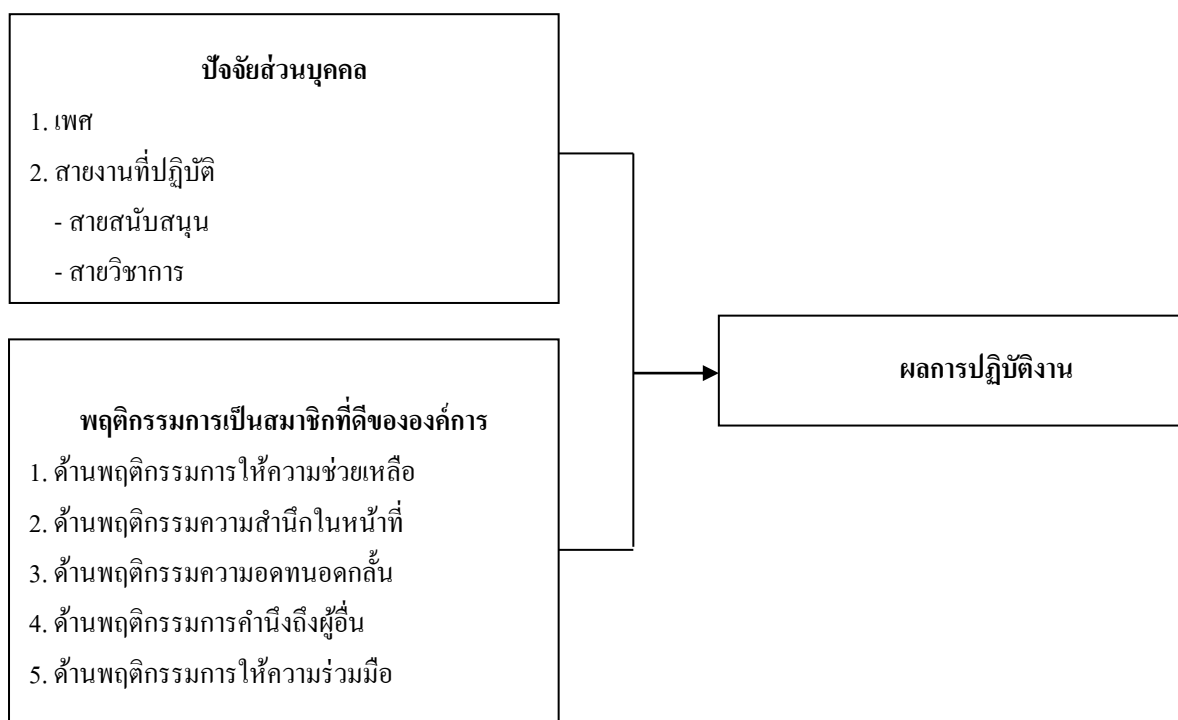 ปัจจัยส่วนบุคคล
1. เพศ
2. สายงานที่ปฏิบัติ
- สายสนับสนุน
- สายวิชาการ
พฤติกรรมการเป็นสมาชิกที่ดีขององค์การ
1. ด้านพฤติกรรมการให้ความช่วยเหลือ
2. ด้านพฤติกรรมความสำนึกในหน้าที่
3. ด้านพฤติกรรมความอดทนอดกลั้น
4. ด้านพฤติกรรมการคำนึงถึงผู้อื่น
5. ด้านพฤติกรรมการให้ความร่วมมือ
ผลการปฏิบัติงาน